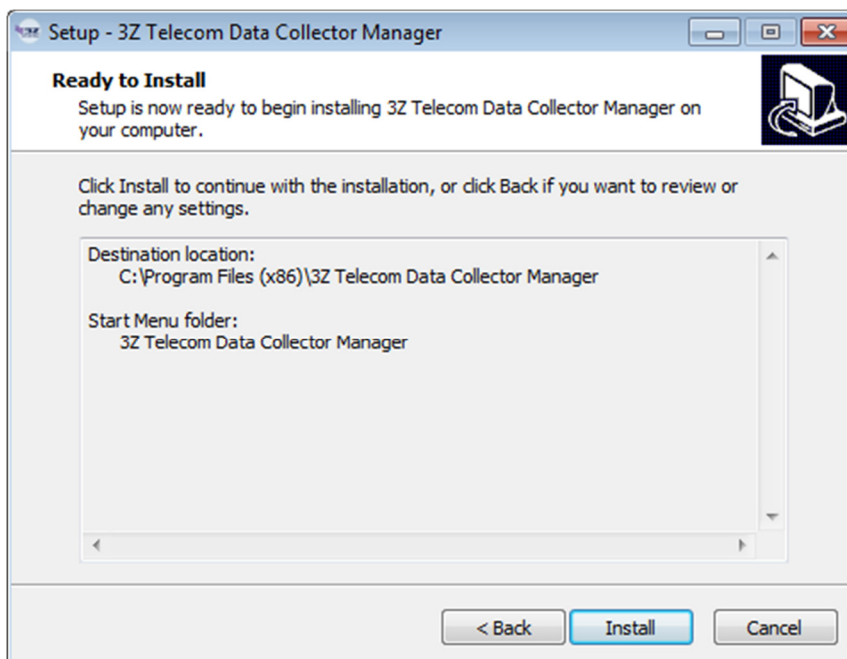 Setup - 3Z Telecom Data Collector Manager
Ready to Install
Setup is now ready to begin installing 3Z Telecom Data Collector Manager on
your computer.
Click Install to continue with the installation, or click Back if you want to review or
change any settings.
Destination location:
C:\Program Files (x86)\3Z Telecom Data Collector Manager
Start Menu folder:
3Z Telecom Data Collector Manager
< Back Install Cancel